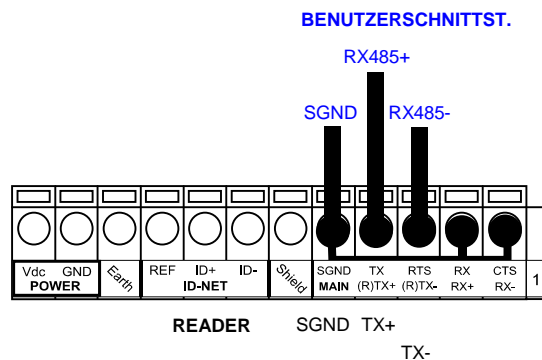 BENUTZERSCHNITTST.
RX485+
SGND RX485-
Vdc GND Earth REF ID+ ID- Shield SGND TX RTS RX CTS 1
POWER ID-NET MAIN (R)TX+ (R)TX- RX+ RX-
READER SGND TX+
TX-